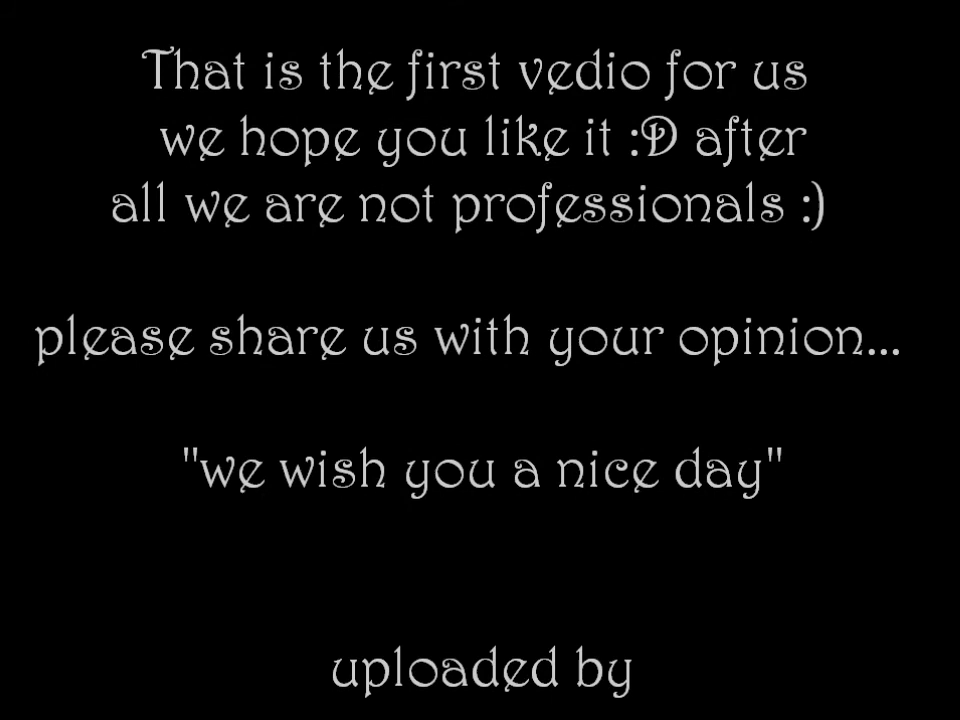 That is the first vedio for us
we hope you like it :D after
all we are not professionals :)
please share us with your opinion...
"we wish you a nice day"
uploaded by